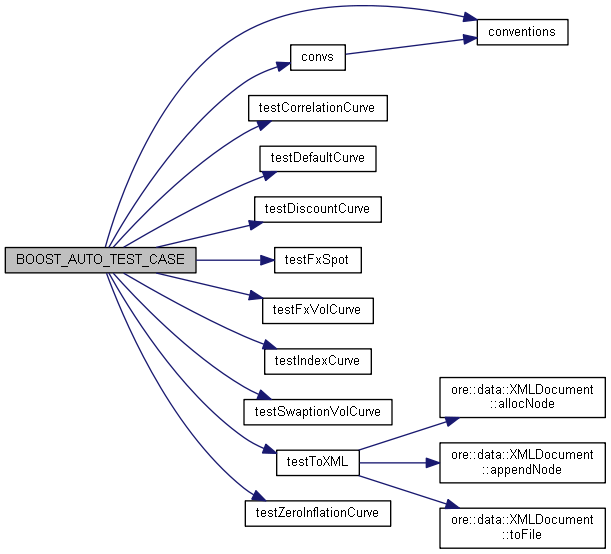 BOOST_AUTO_TEST_CASE
conventions
convs
testCorrelationCurve
testDefaultCurve
testDiscountCurve
testFxSpot
testFxVolCurve
testIndexCurve
testSwaptionVolCurve
testToXML
ore::data::XMLDocument
::allocNode
ore::data::XMLDocument
::appendNode
ore::data::XMLDocument
::toFile
testZeroInflationCurve